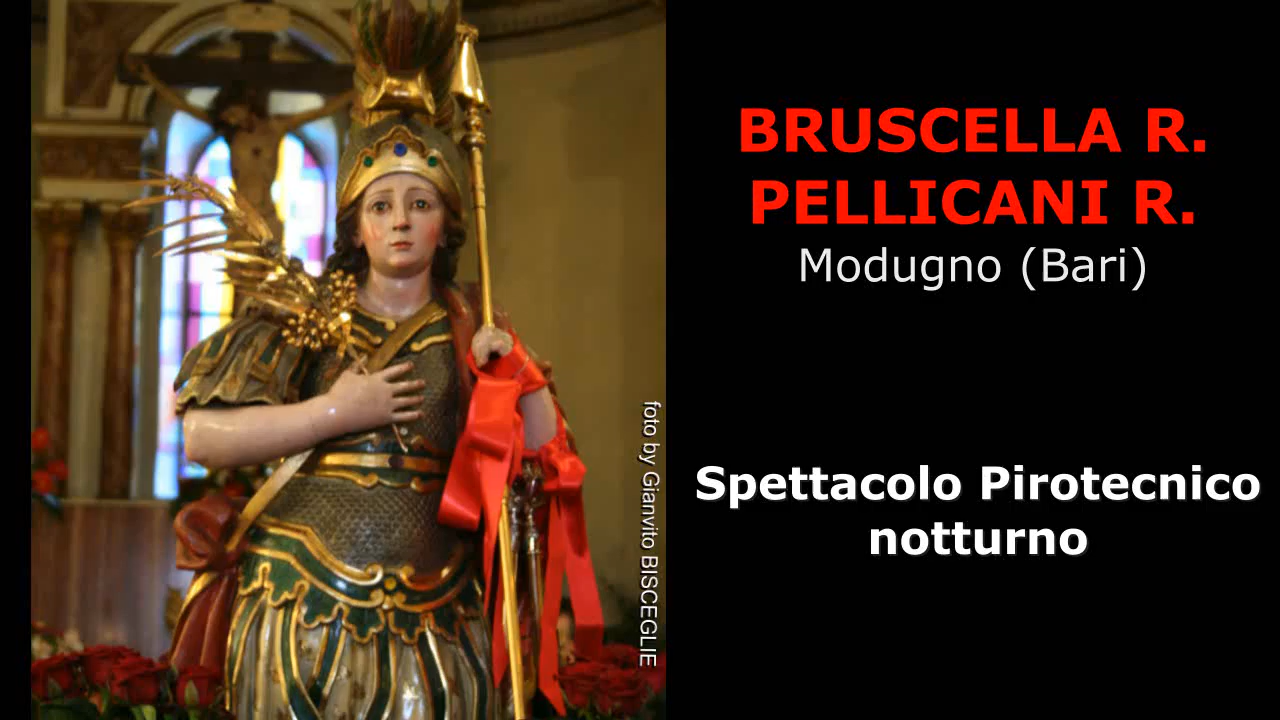 BRUSCELLA R.
PELLICANI R.
Modugno (Bari)
Spettacolo Pirotecnico
notturno
foto by Gianvito BISCEGLIE